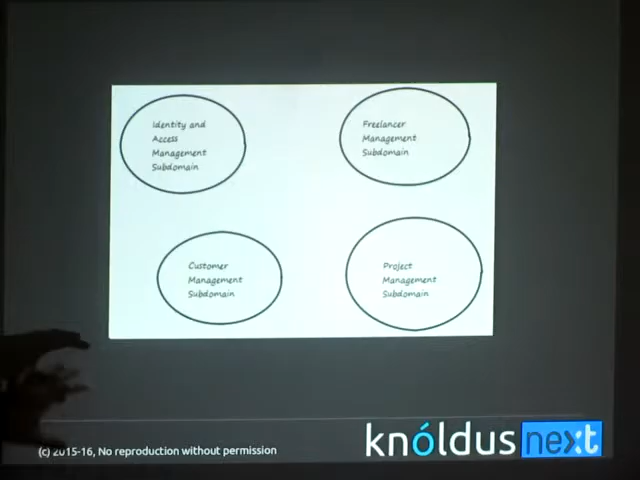 Identity and
Access
Management
Subdomain
Freelancer
Management
Subdomain
Customer
Management
Subdomain
Project
Management
Subdomain
(c) 2015-16, No reproduction without permission
knóldus next